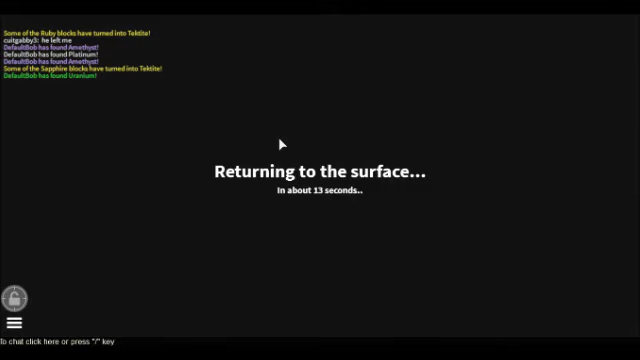 Some of the Ruby blocks have turned into Tektite!
cuitgabby3: he left me
DefaultBob has found Amethyst!
DefaultBob has found Platinum!
DefaultBob has found Amethyst!
Some of the Sapphire blocks have turned into Tektite!
DefaultBob has found Uranium!
Returning to the surface...
In about 13 seconds..
To chat click here or press "/" key